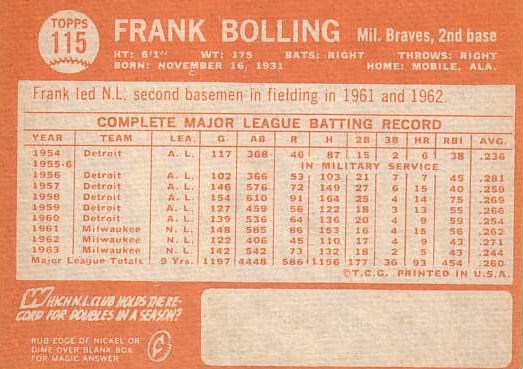 TOPPS
115
FRANK BOLLING Mil. Braves, 2nd base
HT: 6'1" WT: 175 BATS: RIGHT THROWS: RIGHT
BORN: NOVEMBER 16, 1931 HOME: MOBILE, ALA.
Frank led N.L. second basemen in fielding in 1961 and 1962.
COMPLETE MAJOR LEAGUE BATTING RECORD
YEAR TEAM LEA. G AB R H 2B 3B HR RBI AVG.
1954 Detroit A. L. 117 368 46 87 15 2 6 38 .236
1955-6 IN MILITARY SERVICE
1956 Detroit A. L. 102 366 53 103 21 7 7 45 .281
1957 Detroit A. L. 146 576 72 149 27 6 15 40 .259
1958 Detroit A. L. 154 610 91 164 25 4 14 75 .269
1959 Detroit A. L. 127 459 56 122 18 3 13 55 .266
1960 Detroit A. L. 139 536 64 136 20 4 9 59 .254
1961 Milwaukee N. L. 148 585 86 153 16 4 15 56 .262
1962 Milwaukee N. L. 122 406 45 110 17 4 9 43 .271
1963 Milwaukee N. L. 142 542 73 132 18 2 5 43 .244
Major League Totals 9 Yrs. 1197 4448 586 1156 177 36 93 454 .260
© T.C.G. PRINTED IN U.S.A.
WHICH N.L. CLUB HOLDS THE RE-
CORD FOR DOUBLES IN A SEASON?
RUB EDGE OF NICKEL OR
DIME OVER BLANK BOX
FOR MAGIC ANSWER